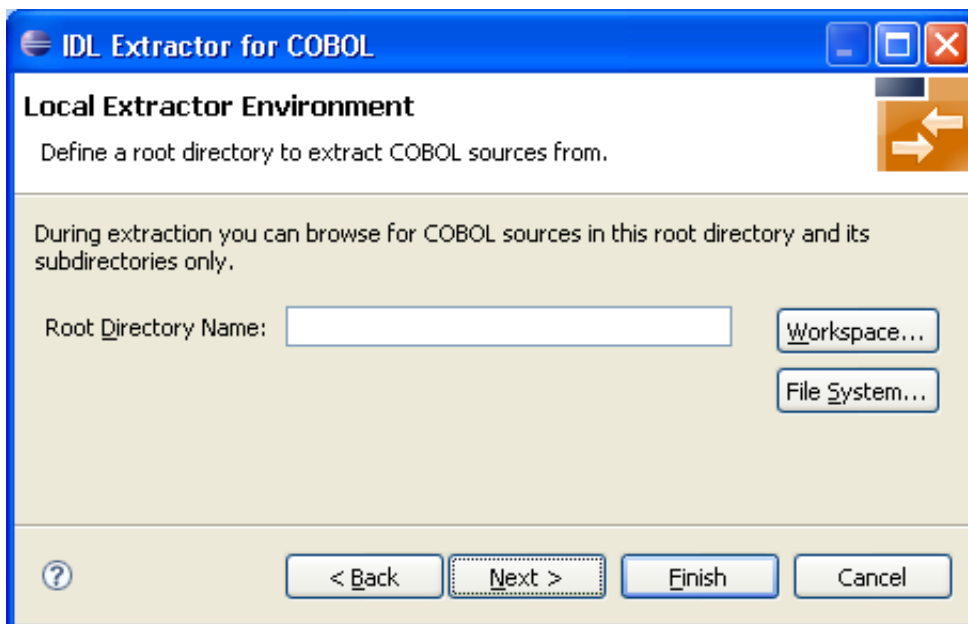 IDL Extractor for COBOL
Local Extractor Environment
Define a root directory to extract COBOL sources from.
During extraction you can browse for COBOL sources in this root directory and its
subdirectories only.
Root Directory Name:
Workspace...
File System...
?
< Back
Next >
Finish
Cancel